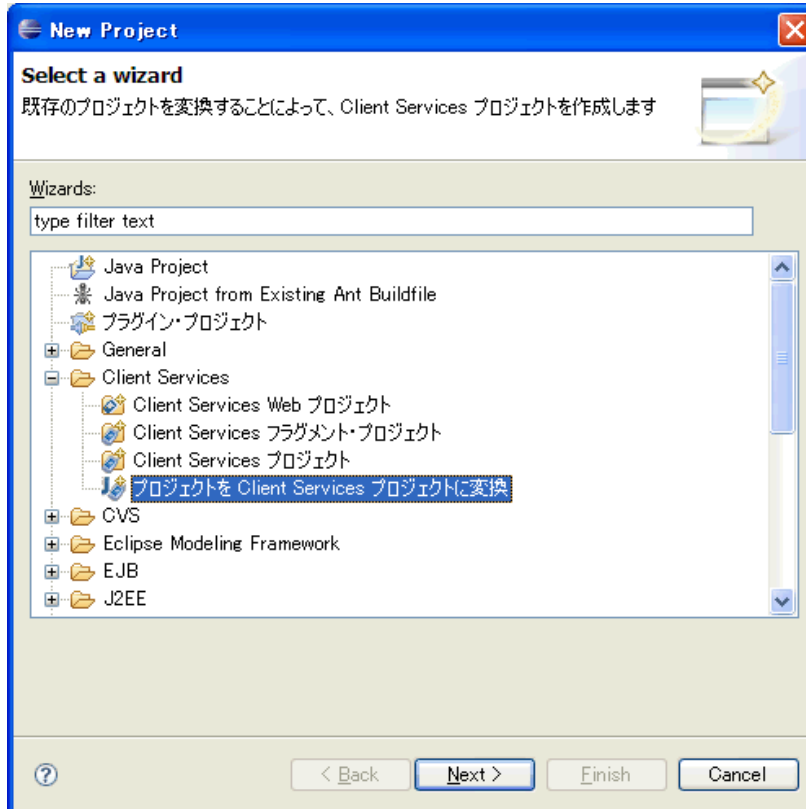 New Project
Select a wizard
既存のプロジェクトを変換することによって、Client Services プロジェクトを作成します
Wizards:
type filter text
Java Project
Java Project from Existing Ant Buildfile
プラグイン・プロジェクト
General
Client Services
Client Services Web プロジェクト
Client Services フラグメント・プロジェクト
Client Services プロジェクト
プロジェクトを Client Services プロジェクトに変換
CVS
Eclipse Modeling Framework
EJB
J2EE
< Back Next > Finish Cancel